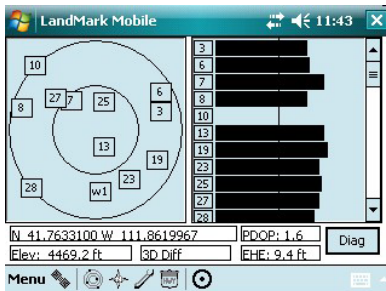 LandMark Mobile 11:43
10
27 7 25
8
6
3
13
19
23
28
w1
3
6
7
8
10
13
19
23
25
27
28
N 41.7633100 W 111.8619967
PDOP: 1.6
Elev: 4469.2 ft
3D Diff
EHE: 9.4 ft
Diag
Menu